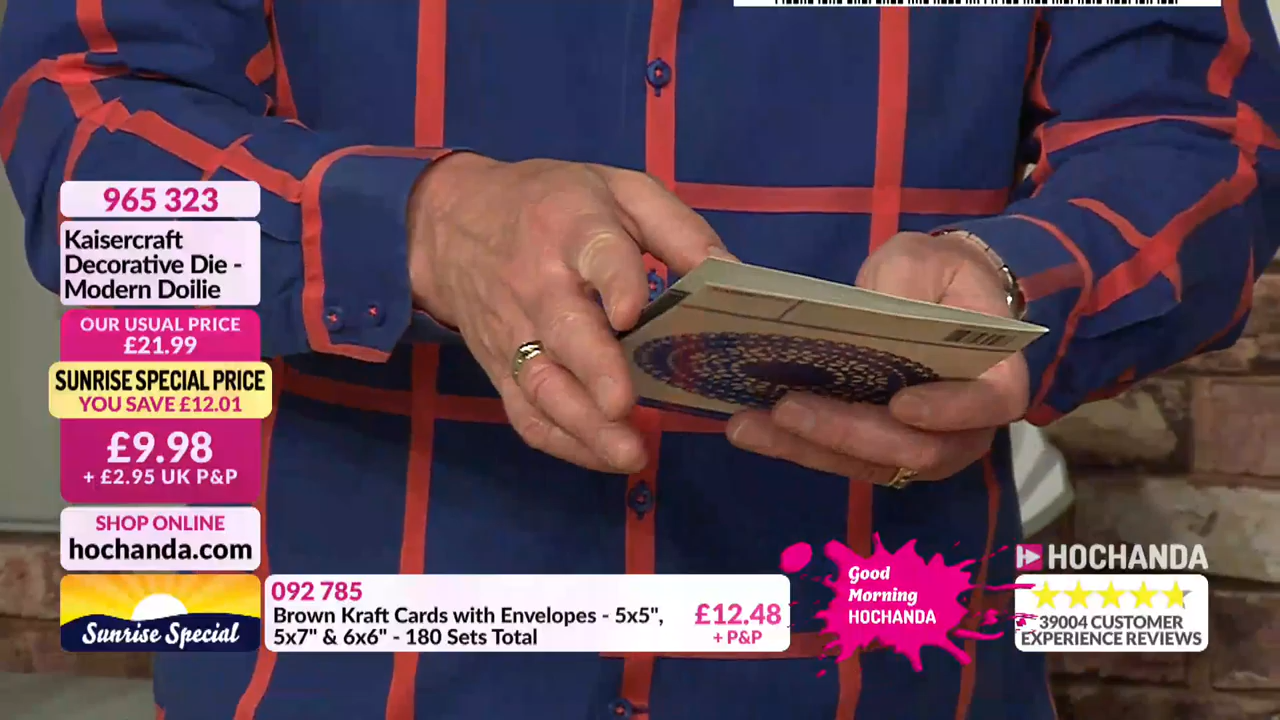 965 323
Kaisercraft
Decorative Die -
Modern Doilie
OUR USUAL PRICE
£21.99
SUNRISE SPECIAL PRICE
YOU SAVE £12.01
£9.98
+ £2.95 UK P&P
SHOP ONLINE
hochanda.com
Sunrise Special
092 785
Brown Kraft Cards with Envelopes - 5x5",
5x7" & 6x6" - 180 Sets Total
£12.48
+ P&P
Good
Morning
HOCHANDA
HOCHANDA
39004 CUSTOMER
EXPERIENCE REVIEWS